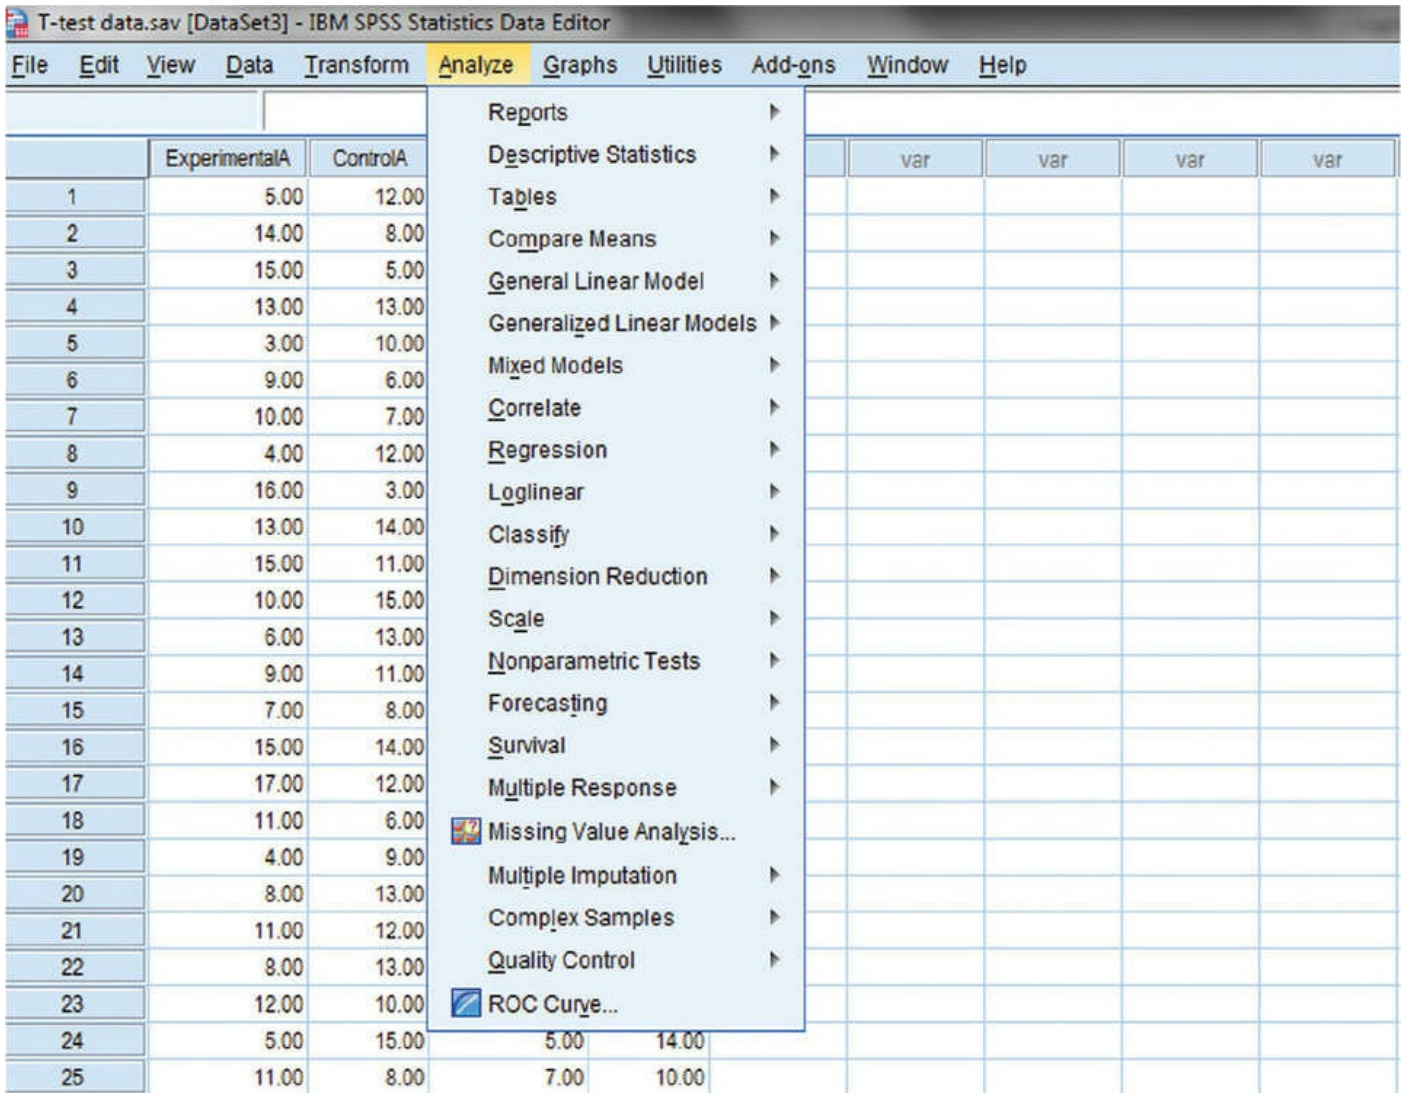 T-test data.sav [DataSet3] - IBM SPSS Statistics Data Editor
File Edit View Data Transform Analyze Graphs Utilities Add-ons Window Help
Reports
Descriptive Statistics
Tables
Compare Means
General Linear Model
Generalized Linear Models
Mixed Models
Correlate
Regression
Loglinear
Classify
Dimension Reduction
Scale
Nonparametric Tests
Forecasting
Survival
Multiple Response
Missing Value Analysis...
Multiple Imputation
Complex Samples
Quality Control
ROC Curve...
ExperimentalA ControlA var var var var
1 5.00 12.00
2 14.00 8.00
3 15.00 5.00
4 13.00 13.00
5 3.00 10.00
6 9.00 6.00
7 10.00 7.00
8 4.00 12.00
9 16.00 3.00
10 13.00 14.00
11 15.00 11.00
12 10.00 15.00
13 6.00 13.00
14 9.00 11.00
15 7.00 8.00
16 15.00 14.00
17 17.00 12.00
18 11.00 6.00
19 4.00 9.00
20 8.00 13.00
21 11.00 12.00
22 8.00 13.00
23 12.00 10.00
24 5.00 15.00 5.00 14.00
25 11.00 8.00 7.00 10.00